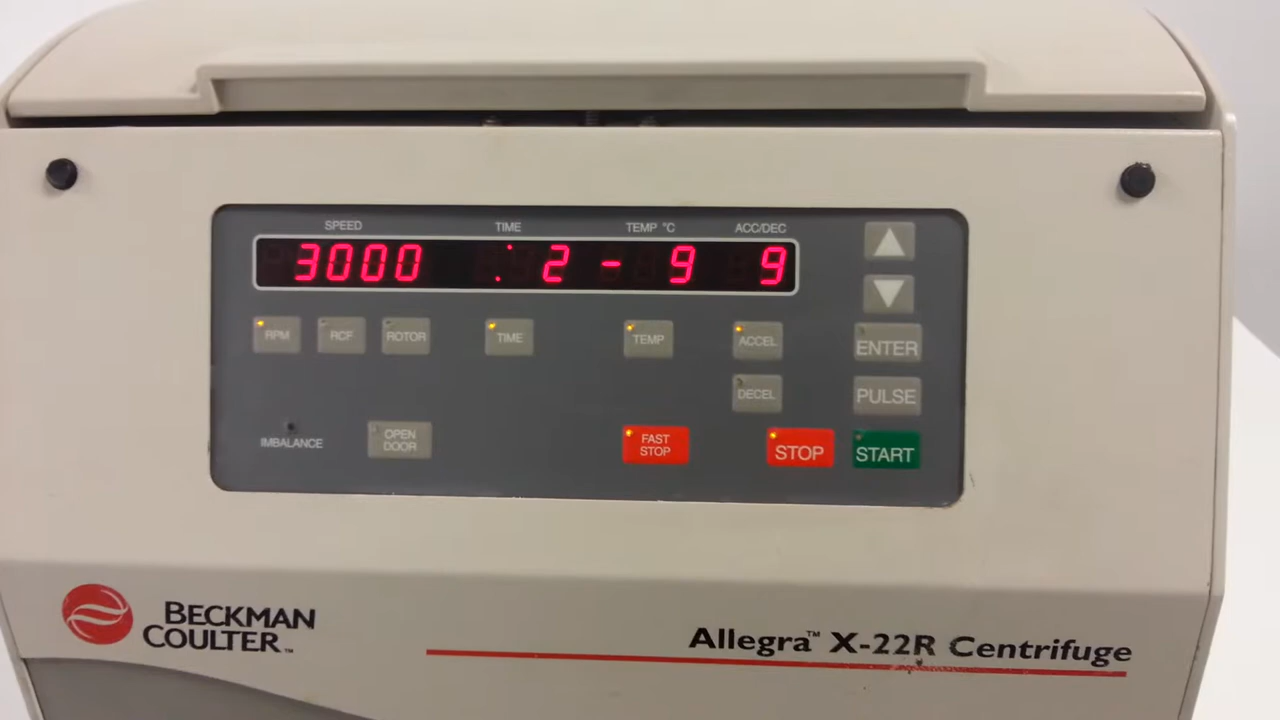 SPEED TIME TEMP °C ACC/DEC
3000 : 2 - 9 9
RPM RCF ROTOR TIME TEMP ACCEL ENTER
DECEL PULSE
IMBALANCE OPEN DOOR FAST STOP STOP START
BECKMAN
COULTER™
Allegra™ X-22R Centrifuge